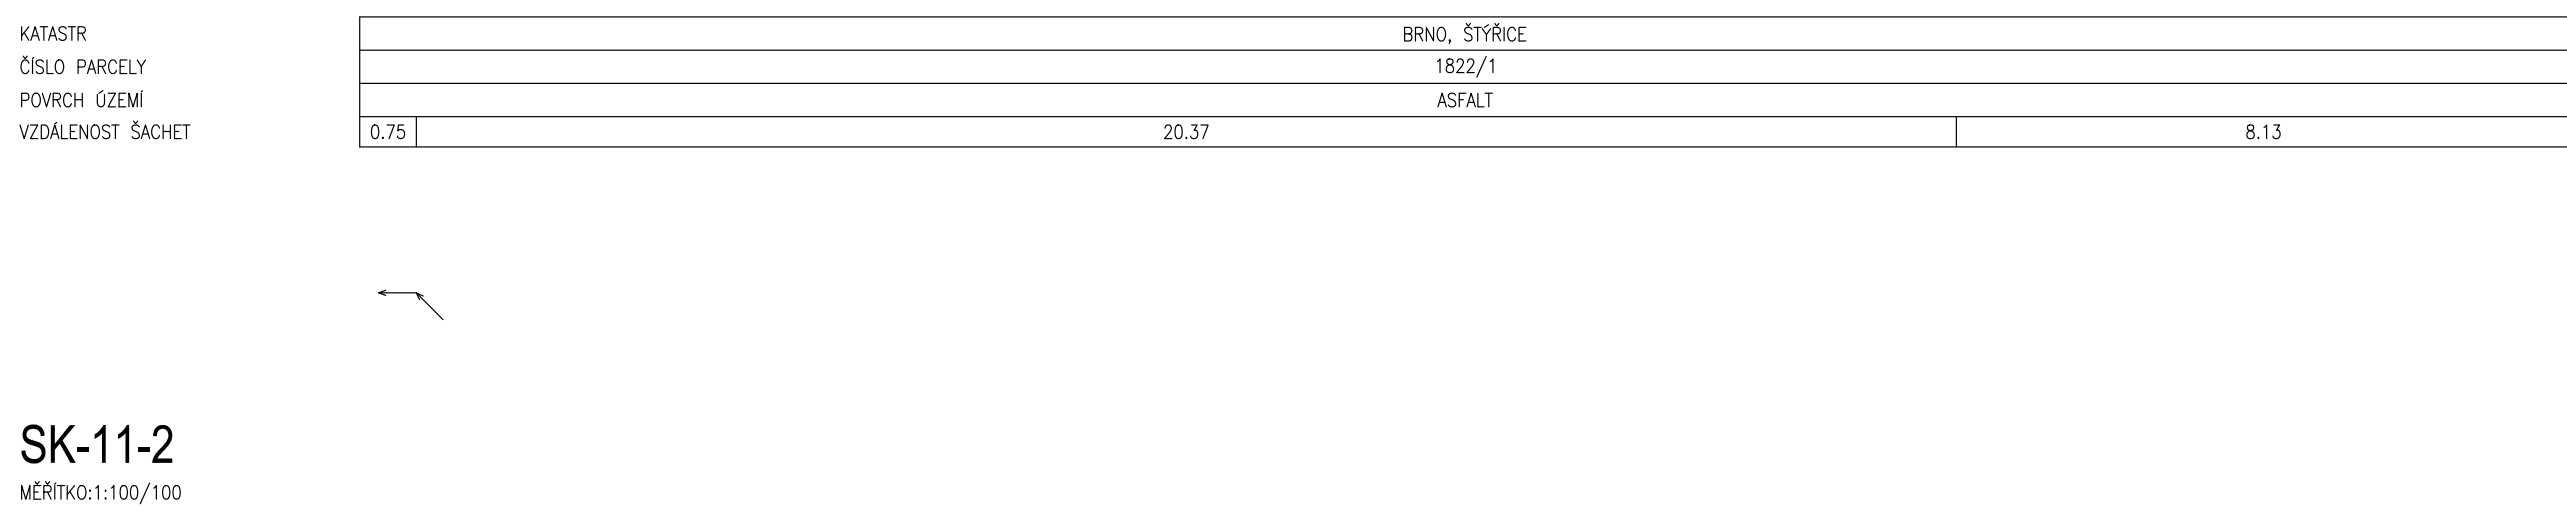 KATASTR BRNO, ŠTÝŘICE
ČÍSLO PARCELY 1822/1
POVRCH ÚZEMÍ ASFALT
VZDÁLENOST ŠACHET 0.75 20.37 8.13
SK-11-2
MĚŘÍTKO:1:100/100